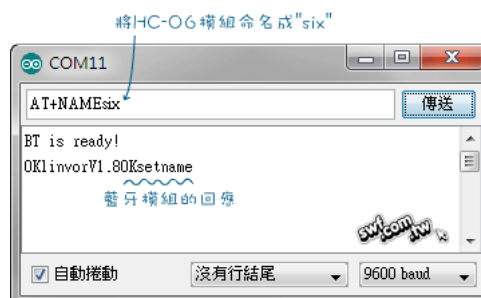 將HC-06模組命名成"six"
COM11
AT+NAMEsix
傳送
BT is ready!
OKlinvorV1.8OKsetname
藍牙模組的回應
swf.com.tw
自動捲動
沒有行結尾
9600 baud